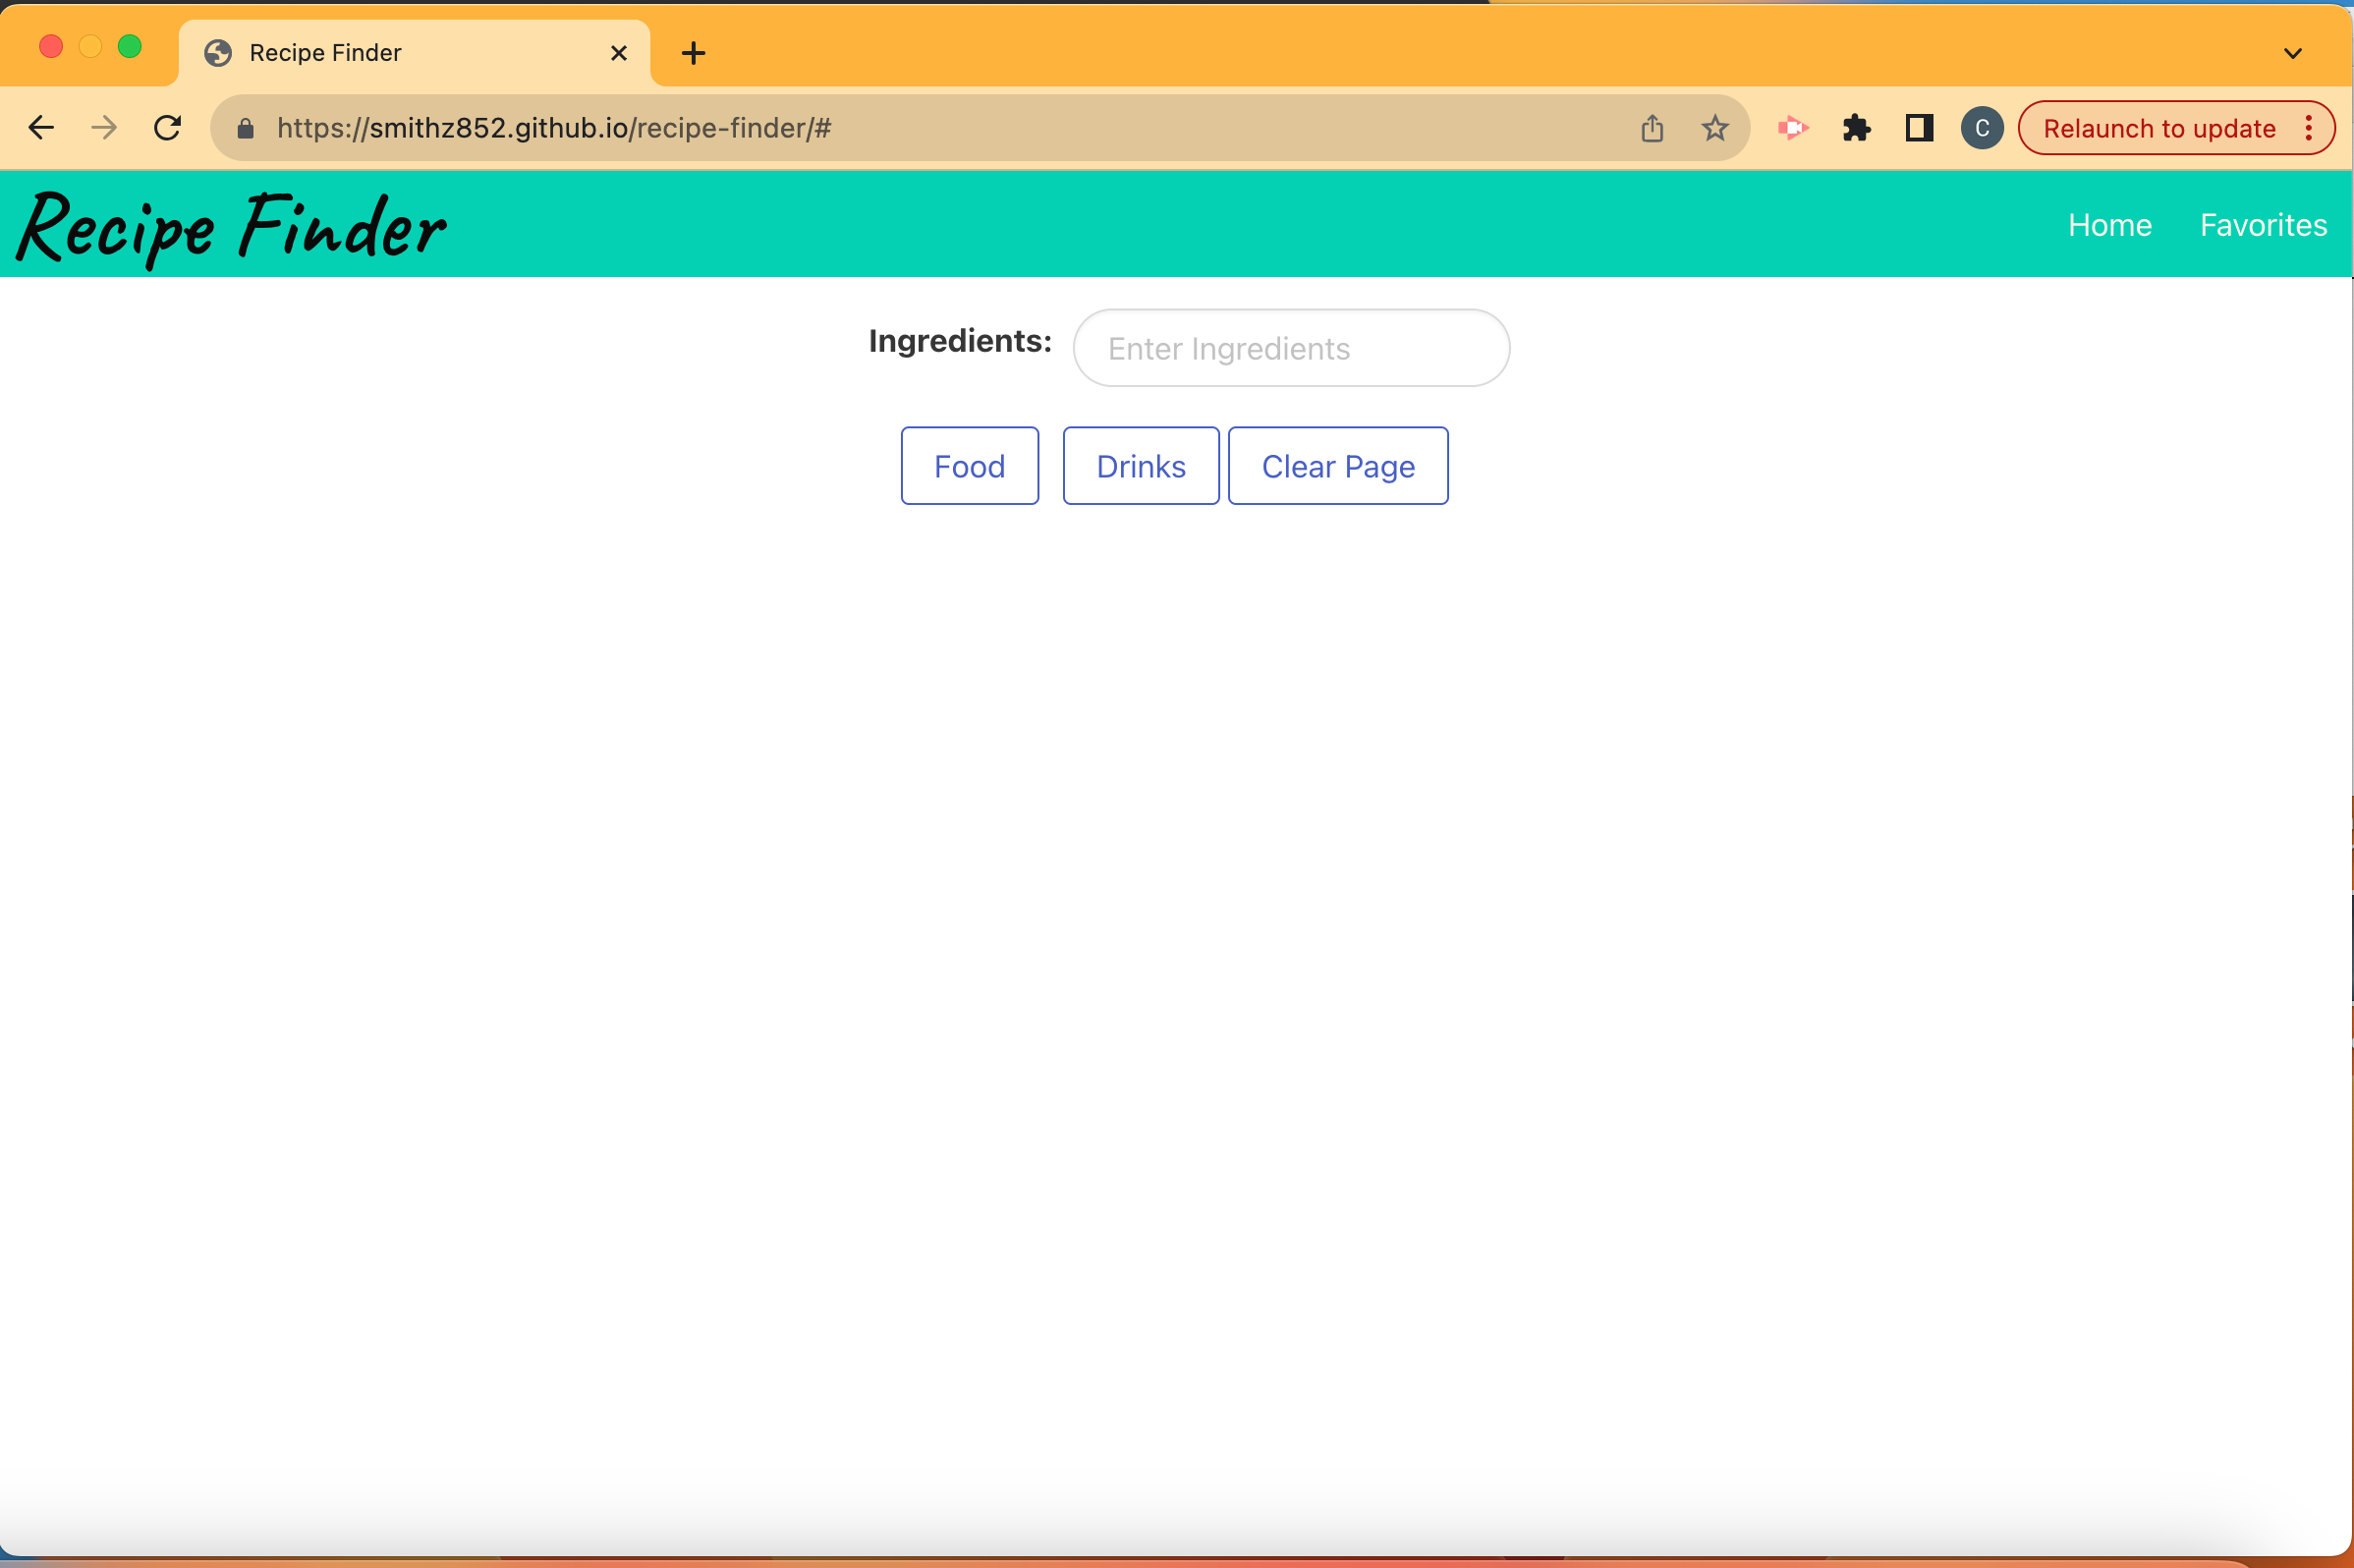 Recipe Finder
https://smithz852.github.io/recipe-finder/#
C
Relaunch to update
Recipe Finder
Home
Favorites
Ingredients:
Enter Ingredients
Food
Drinks
Clear Page